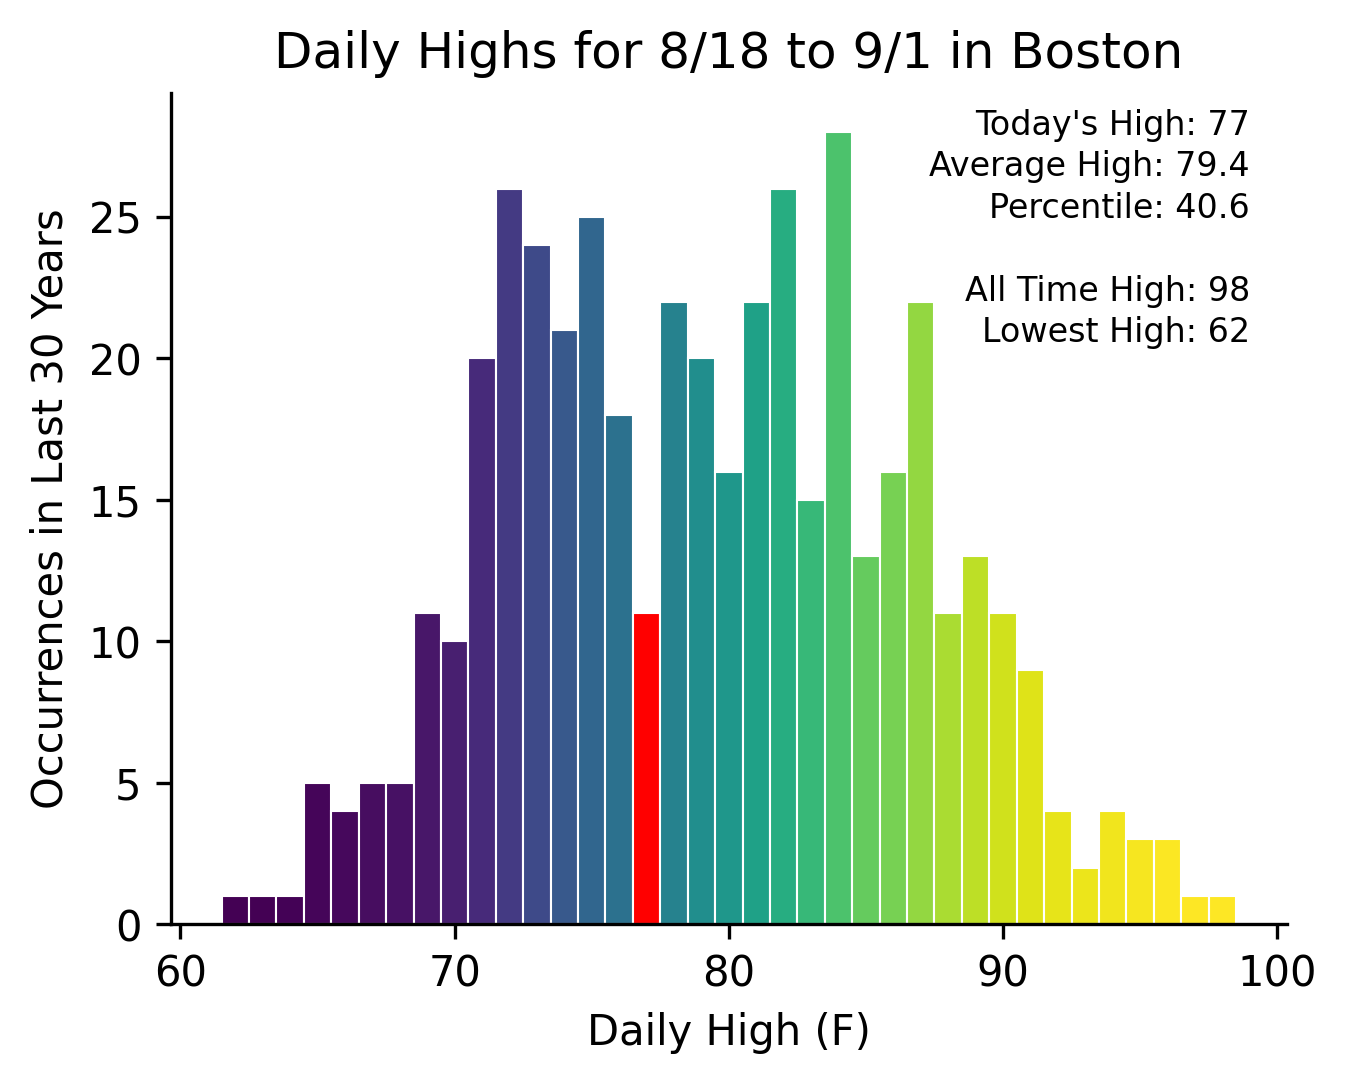 Daily Highs for 8/18 to 9/1 in Boston
Today's High: 77
Average High: 79.4
Percentile: 40.6
All Time High: 98
Lowest High: 62
Occurrences in Last 30 Years
25
20
15
10
5
0
60 70 80 90 100
Daily High (F)